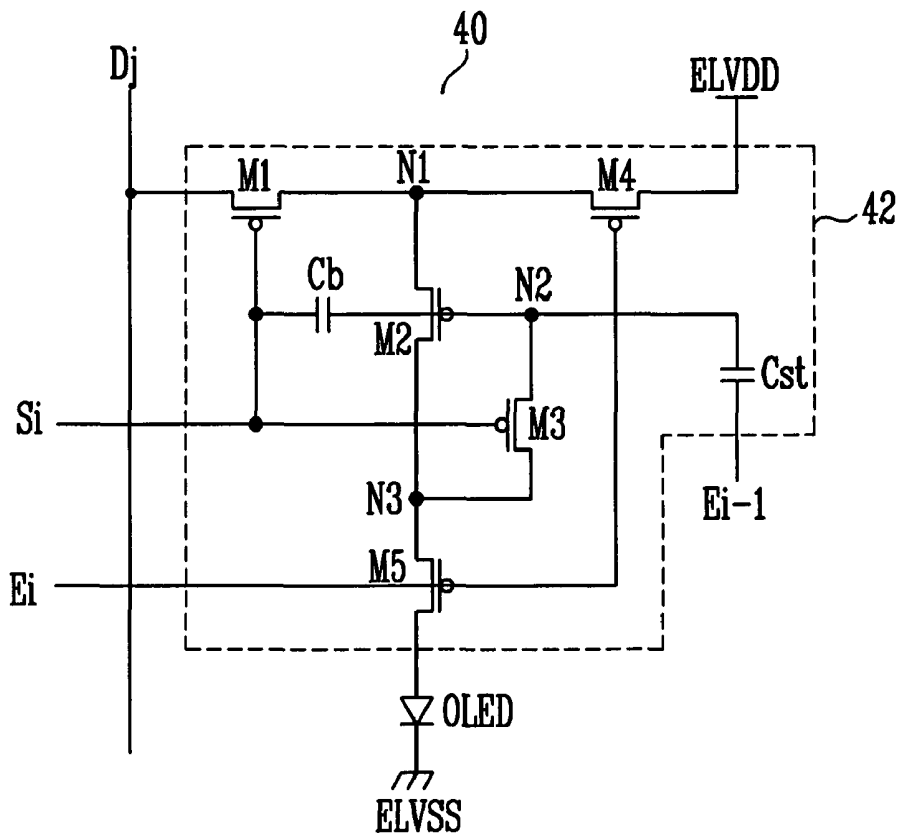 40
Dj
ELVDD
M1
N1
M4
42
Cb
N2
M2
Cst
Si
M3
N3
Ei-1
M5
Ei
OLED
ELVSS